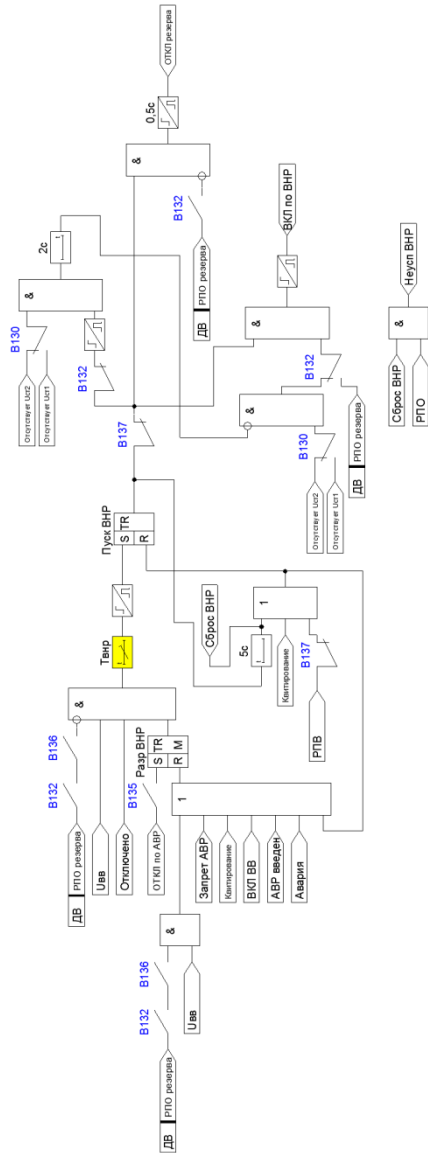 ДВ
РПО резерва
В132
В136
Uвв
&
ДВ
РПО резерва
В132
В136
Uвв
Отключено
ОТКЛ по АВР
В135
&
Разр ВНР
S
TR
R
M
Запрет АВР
Квитирование
ВКЛ ВВ
АВР введен
Авария
1
Tвнр
Пуск ВНР
S
TR
R
Сброс ВНР
5с
Квитирование
РПВ
В137
1
В137
Отсутствует Uст2
Отсутствует Uст1
В130
В132
&
2с
ДВ
РПО резерва
В132
&
0,5с
ОТКЛ резерва
Отсутствует Uст2
Отсутствует Uст1
В130
&
ДВ
РПО резерва
В132
&
ВКЛ по ВНР
Сброс ВНР
РПО
&
Неусп ВНР